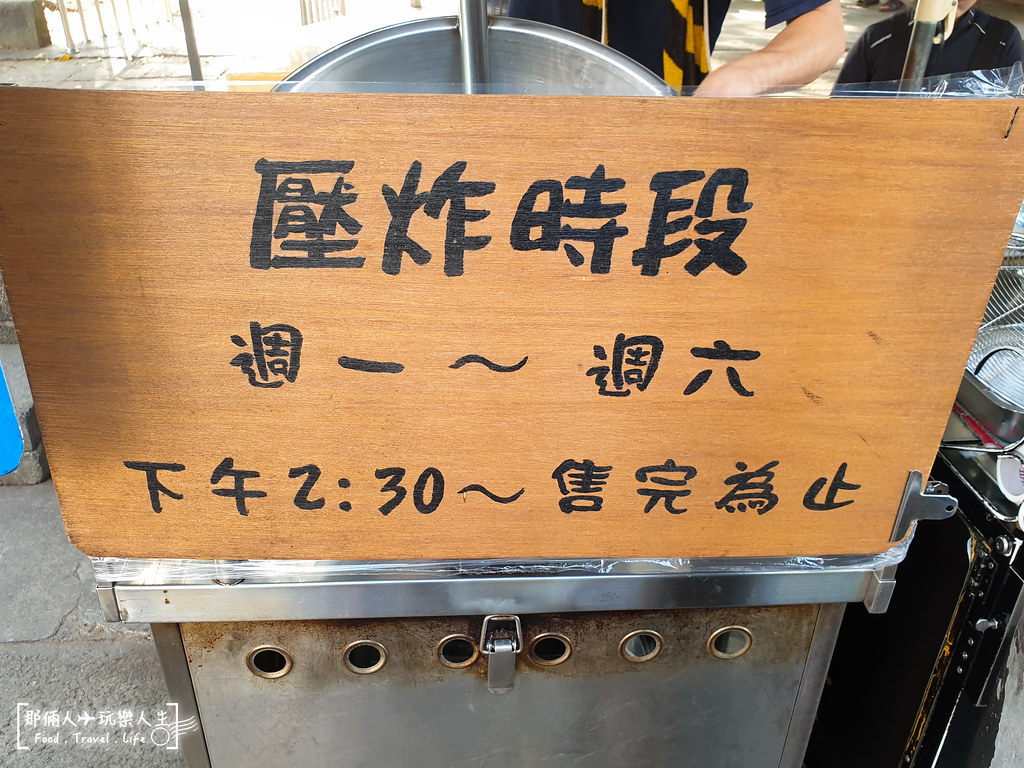 壓炸時段
週一～週六
下午2:30～售完為止
那倆人✈玩樂人生
Food . Travel . Life